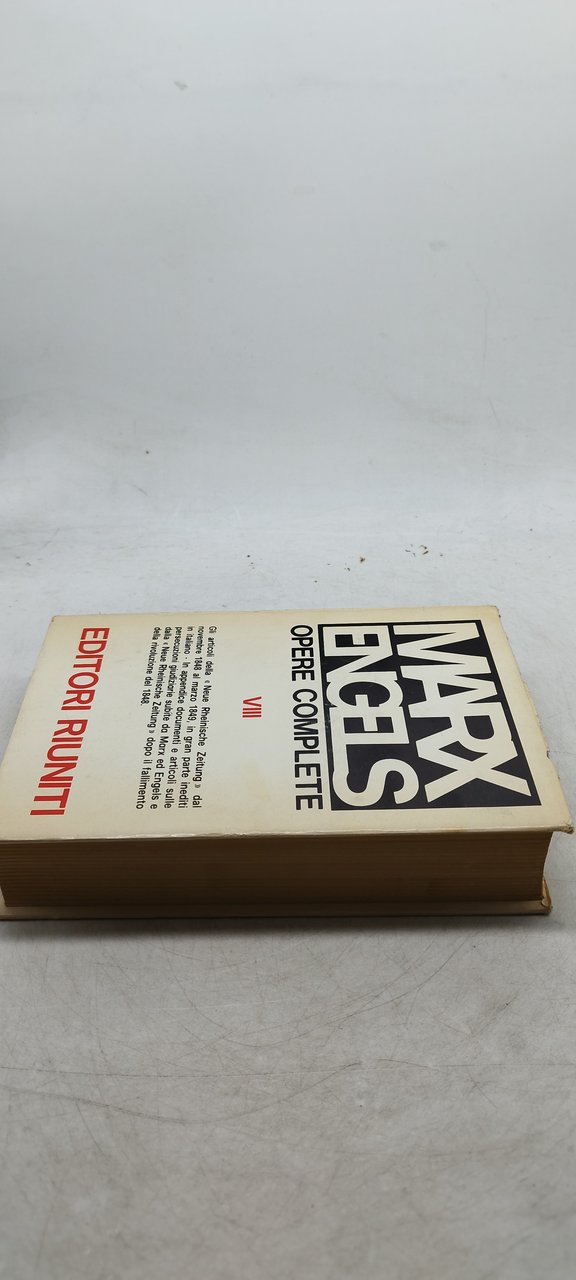 MARX
ENGELS
OPERE COMPLETE
VIII
Gli articoli della « Neue Rheinische Zeitung » dal
novembre 1848 al marzo 1849, in gran parte inediti
in italiano - In appendice documenti e articoli sulle
persecuzioni giudiziarie subite da Marx ed Engels e
dalla « Neue Rheinische Zeitung » dopo il fallimento
della rivoluzione del 1848.
EDITORI RIUNITI